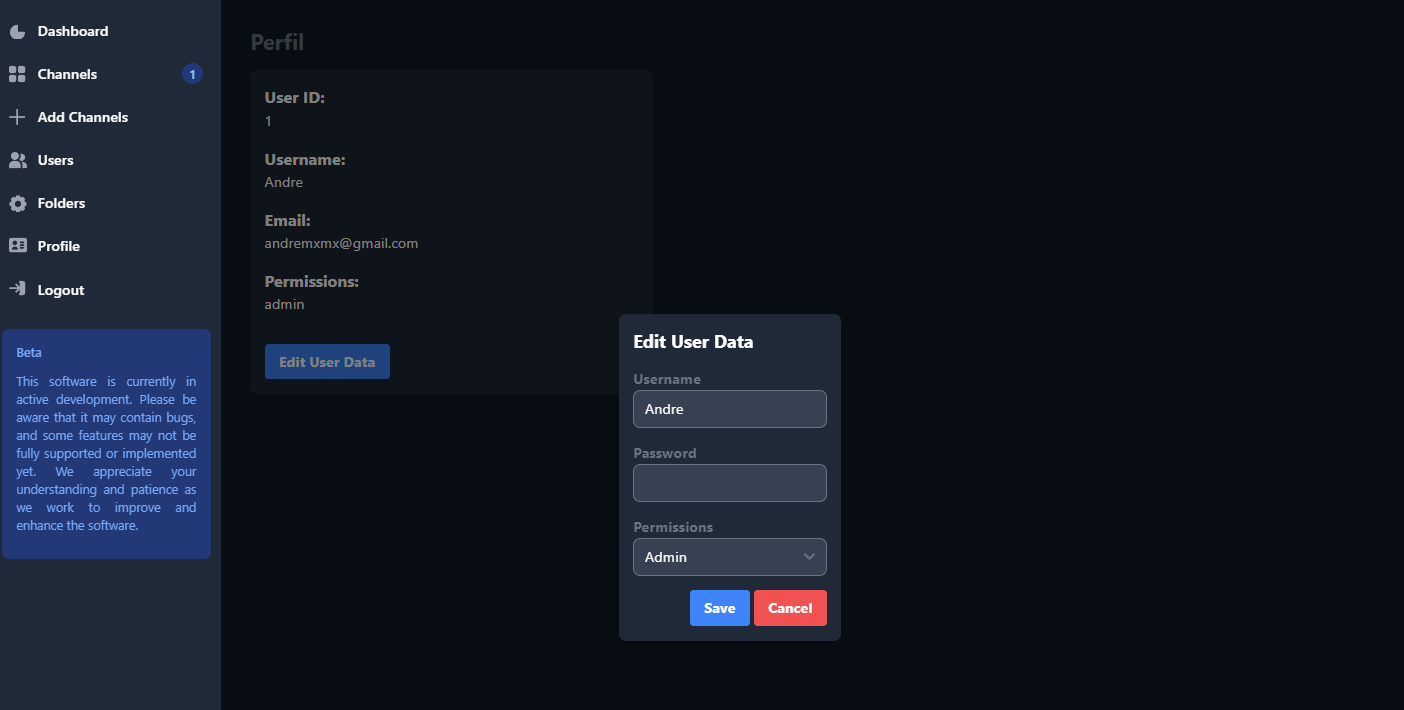 Dashboard
Channels
1
Add Channels
Users
Folders
Profile
Logout
Beta
This software is currently in
active development. Please be
aware that it may contain bugs,
and some features may not be
fully supported or implemented
yet. We appreciate your
understanding and patience as
we work to improve and
enhance the software.
Perfil
User ID:
1
Username:
Andre
Email:
andremxmx@gmail.com
Permissions:
admin
Edit User Data
Edit User Data
Username
Andre
Password
Permissions
Admin
Save
Cancel